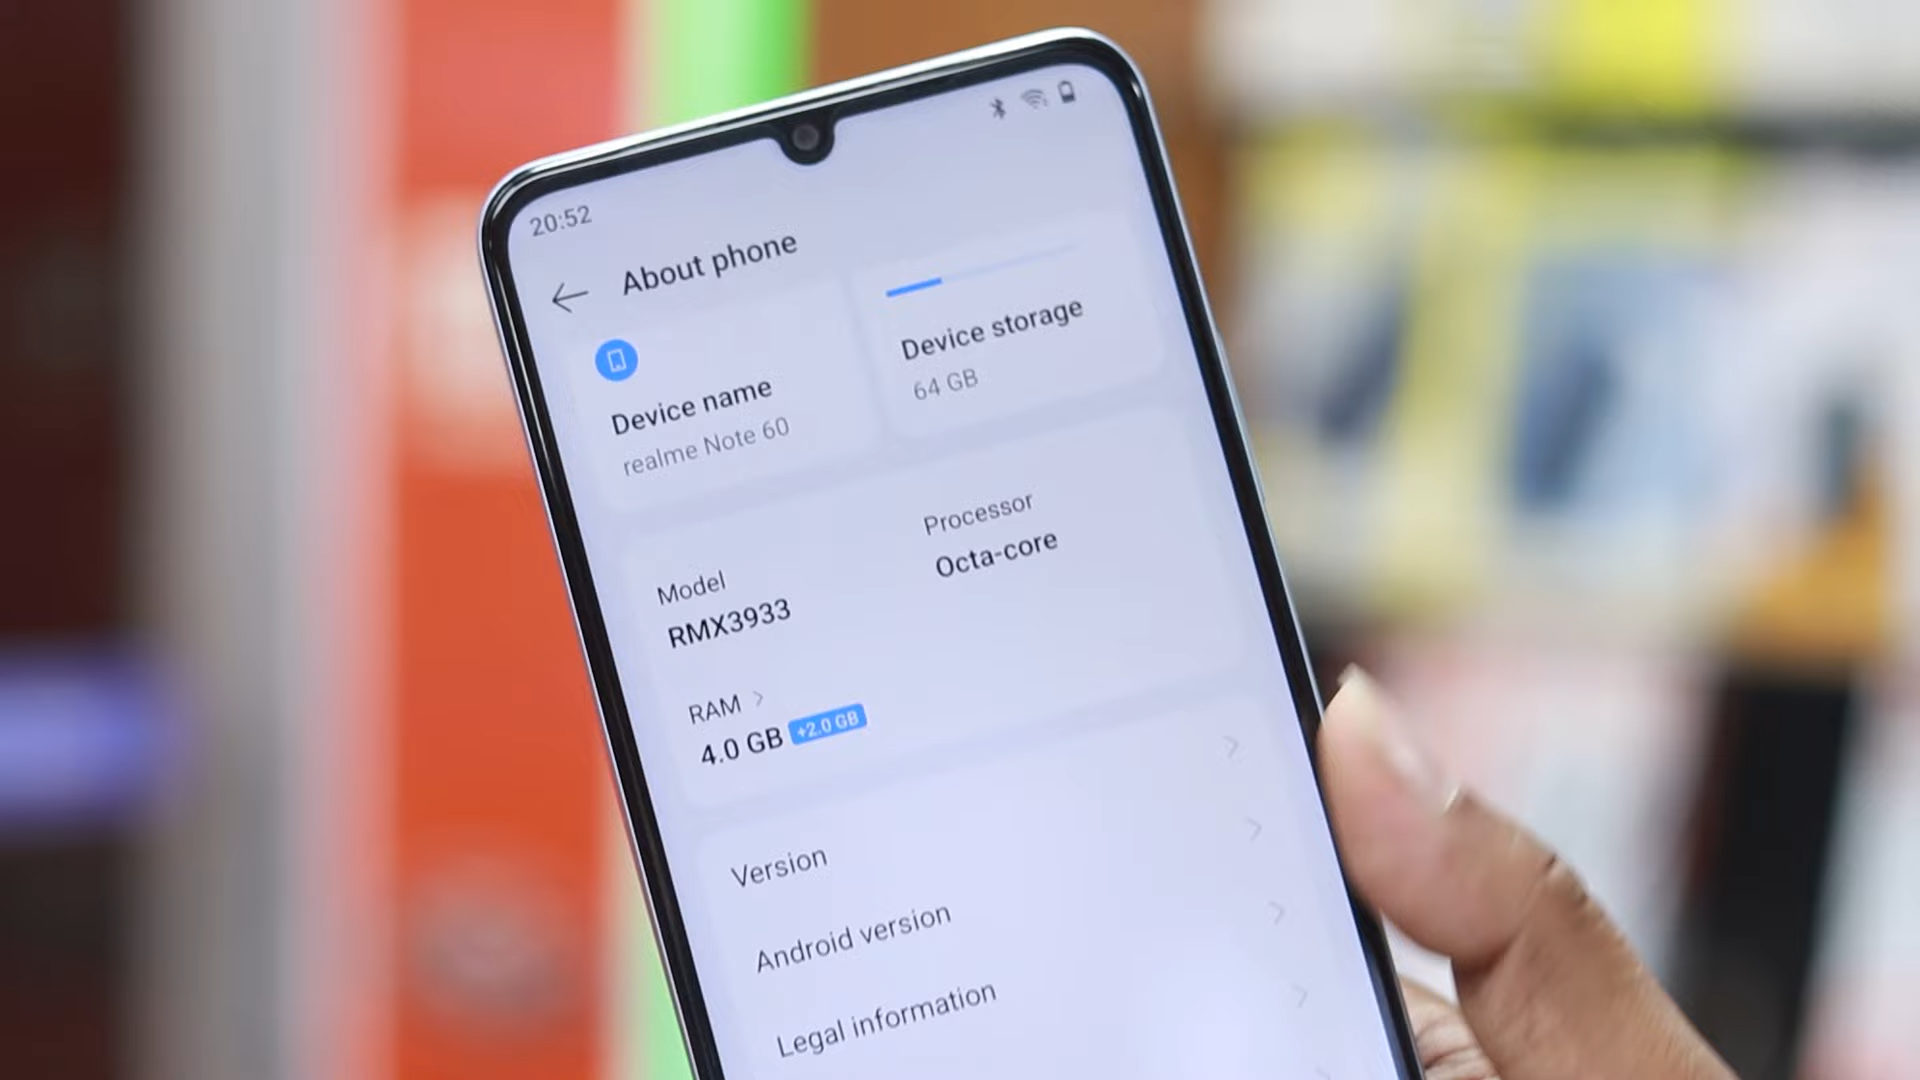 20:52
About phone
Device name
realme Note 60
Device storage
64 GB
Model
RMX3933
Processor
Octa-core
RAM
4.0 GB +2.0 GB
Version
Android version
Legal information